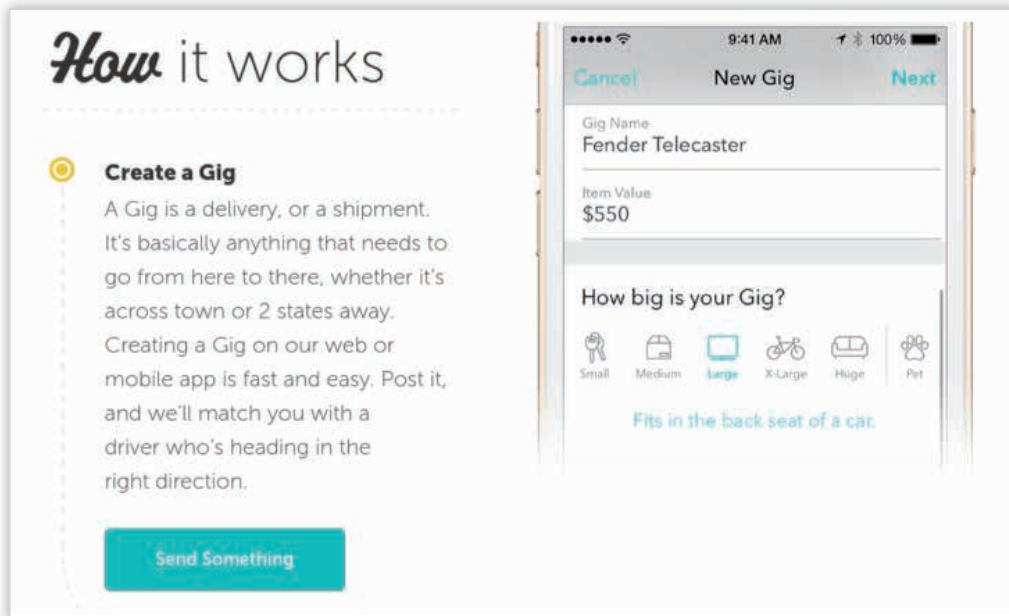 How it works
Create a Gig
A Gig is a delivery, or a shipment.
It's basically anything that needs to
go from here to there, whether it's
across town or 2 states away.
Creating a Gig on our web or
mobile app is fast and easy. Post it,
and we'll match you with a
driver who's heading in the
right direction.
Send Something
9:41 AM 100%
Cancel New Gig Next
Gig Name
Fender Telecaster
Item Value
$550
How big is your Gig?
Small Medium Large X-Large Huge Pet
Fits in the back seat of a car.